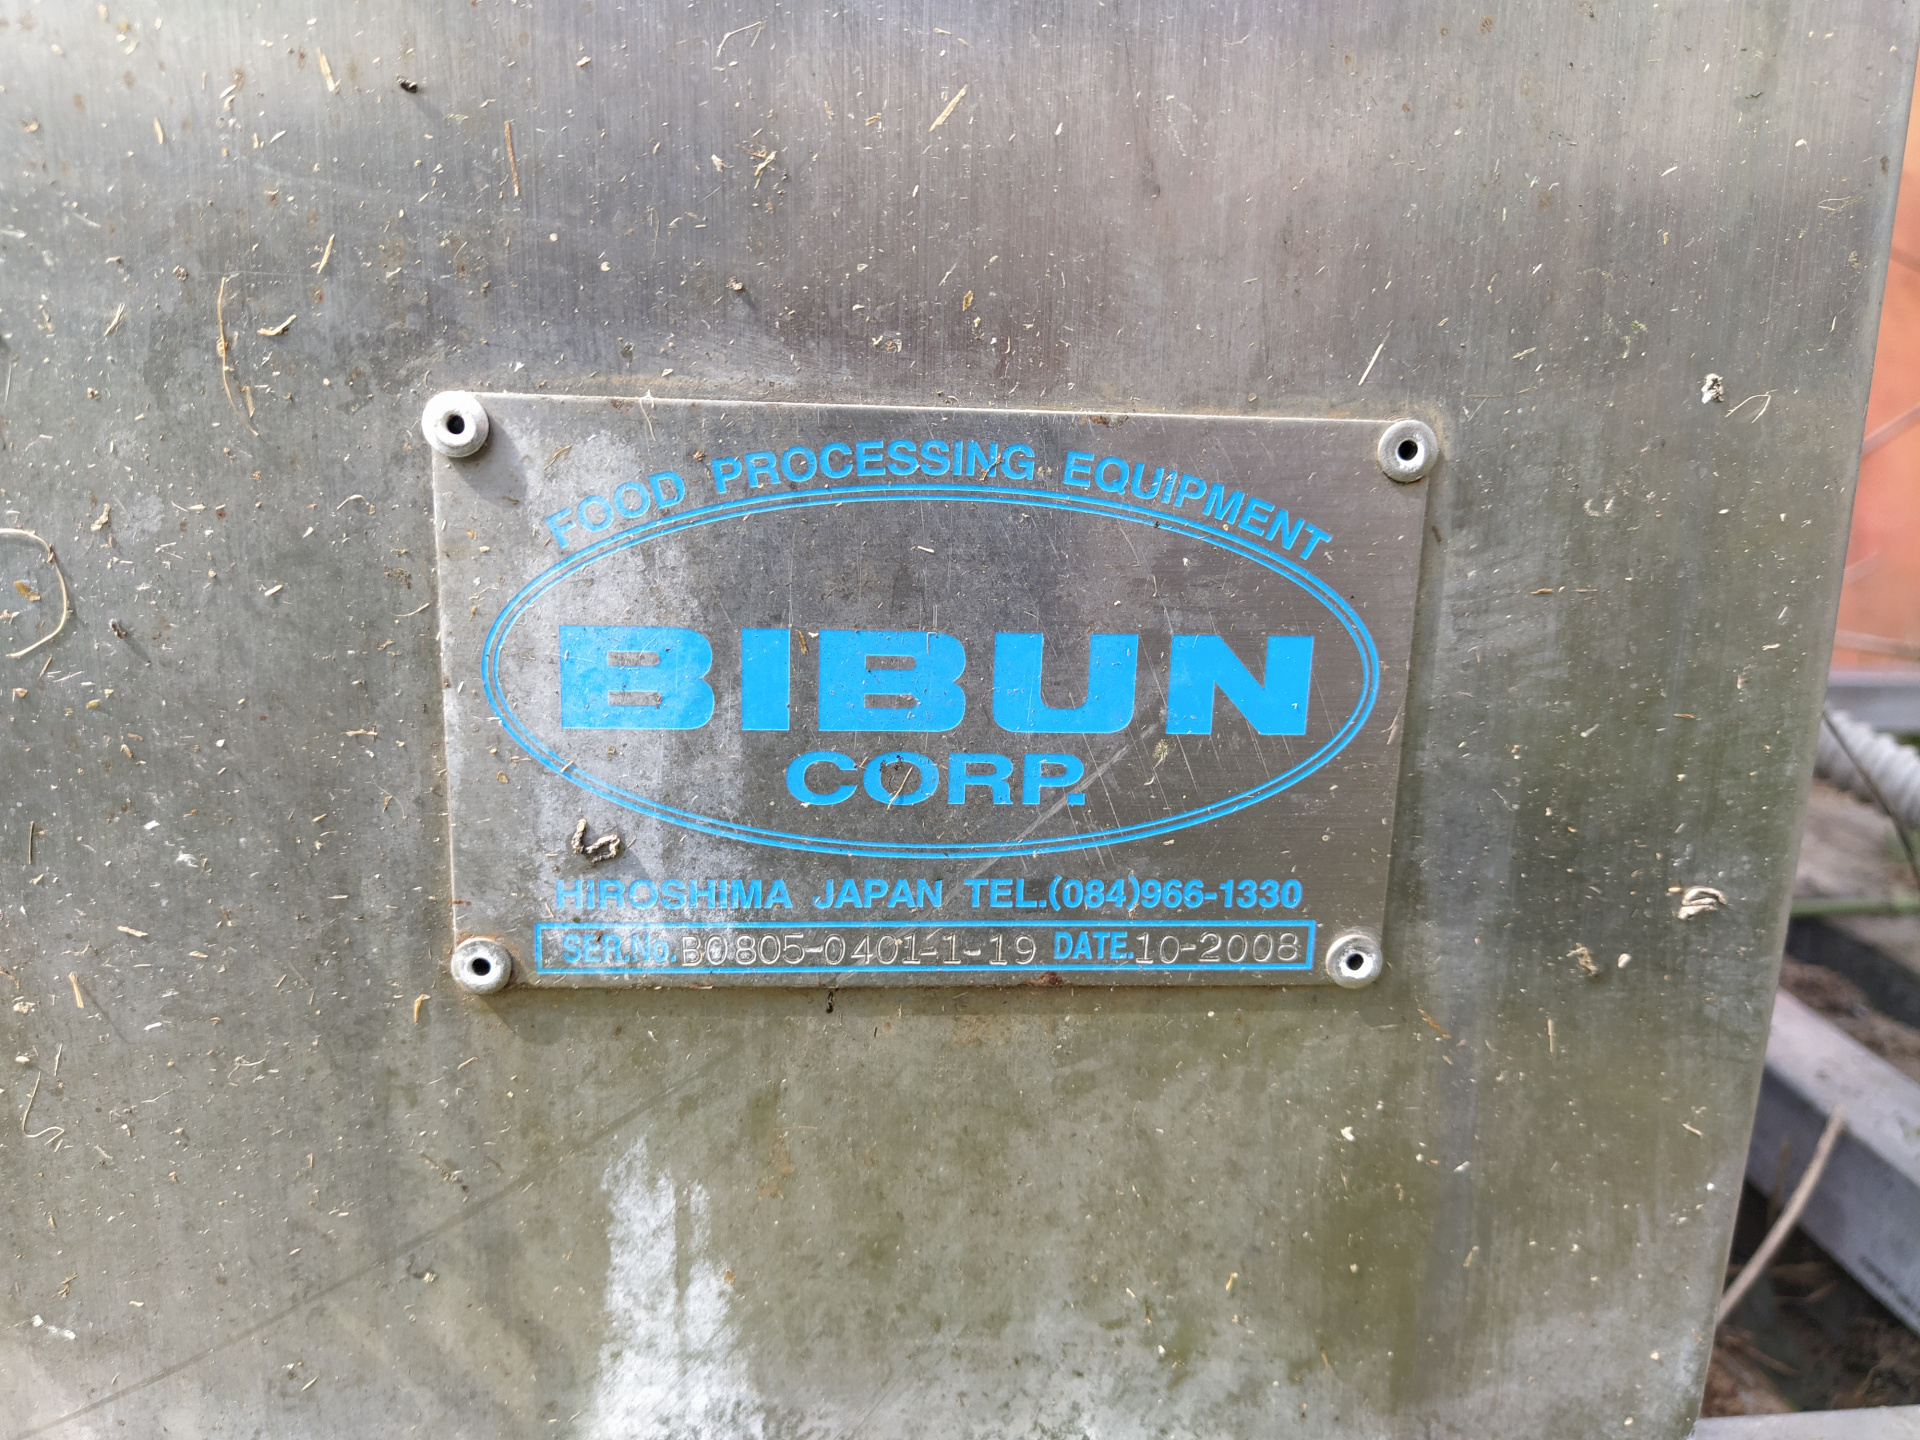 FOOD PROCESSING EQUIPMENT
BIBUN
CORP.
HIROSHIMA JAPAN TEL.(084)966-1330
SER.No. B0805-0401-1-19 DATE. 10-2008